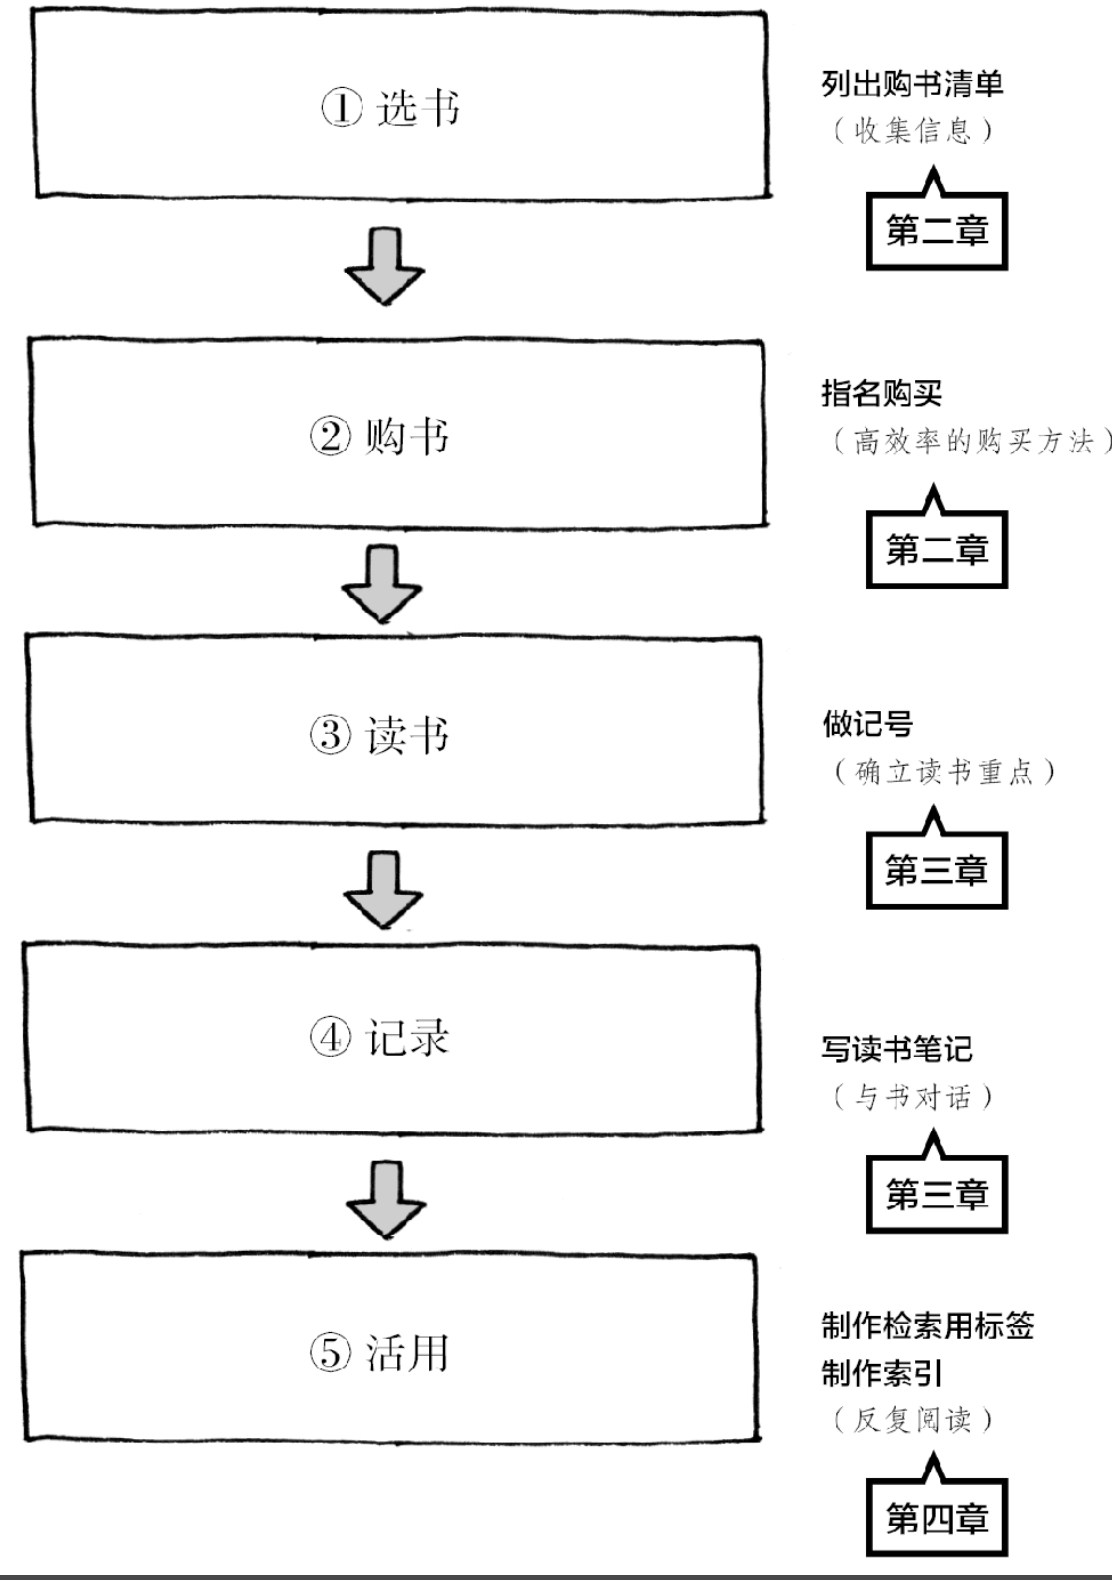 ①选书
列出购书清单
（收集信息）
第二章
②购书
指名购买
（高效率的购买方法）
第二章
③读书
做记号
（确立读书重点）
第三章
④记录
写读书笔记
（与书对话）
第三章
⑤活用
制作检索用标签
制作索引
（反复阅读）
第四章